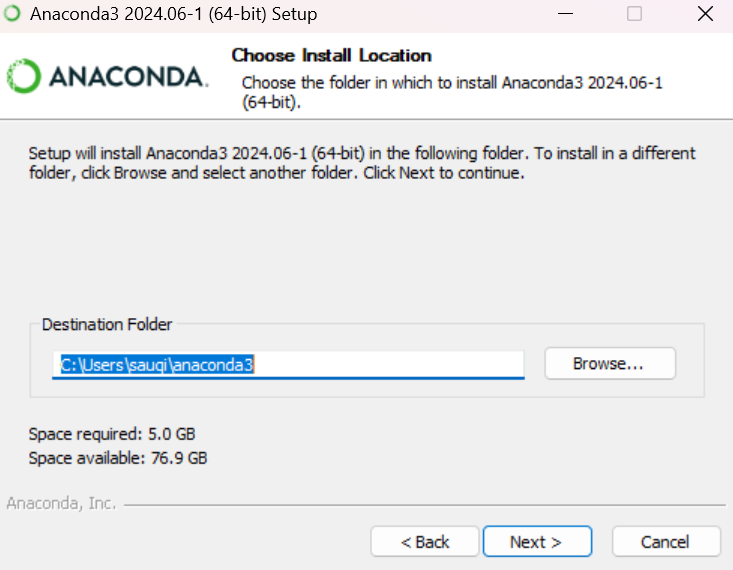 Anaconda3 2024.06-1 (64-bit) Setup
ANACONDA.
Choose Install Location
Choose the folder in which to install Anaconda3 2024.06-1
(64-bit).
Setup will install Anaconda3 2024.06-1 (64-bit) in the following folder. To install in a different
folder, click Browse and select another folder. Click Next to continue.
Destination Folder
C:\Users\sauqi\anaconda3
Browse...
Space required: 5.0 GB
Space available: 76.9 GB
Anaconda, Inc.
< Back
Next >
Cancel